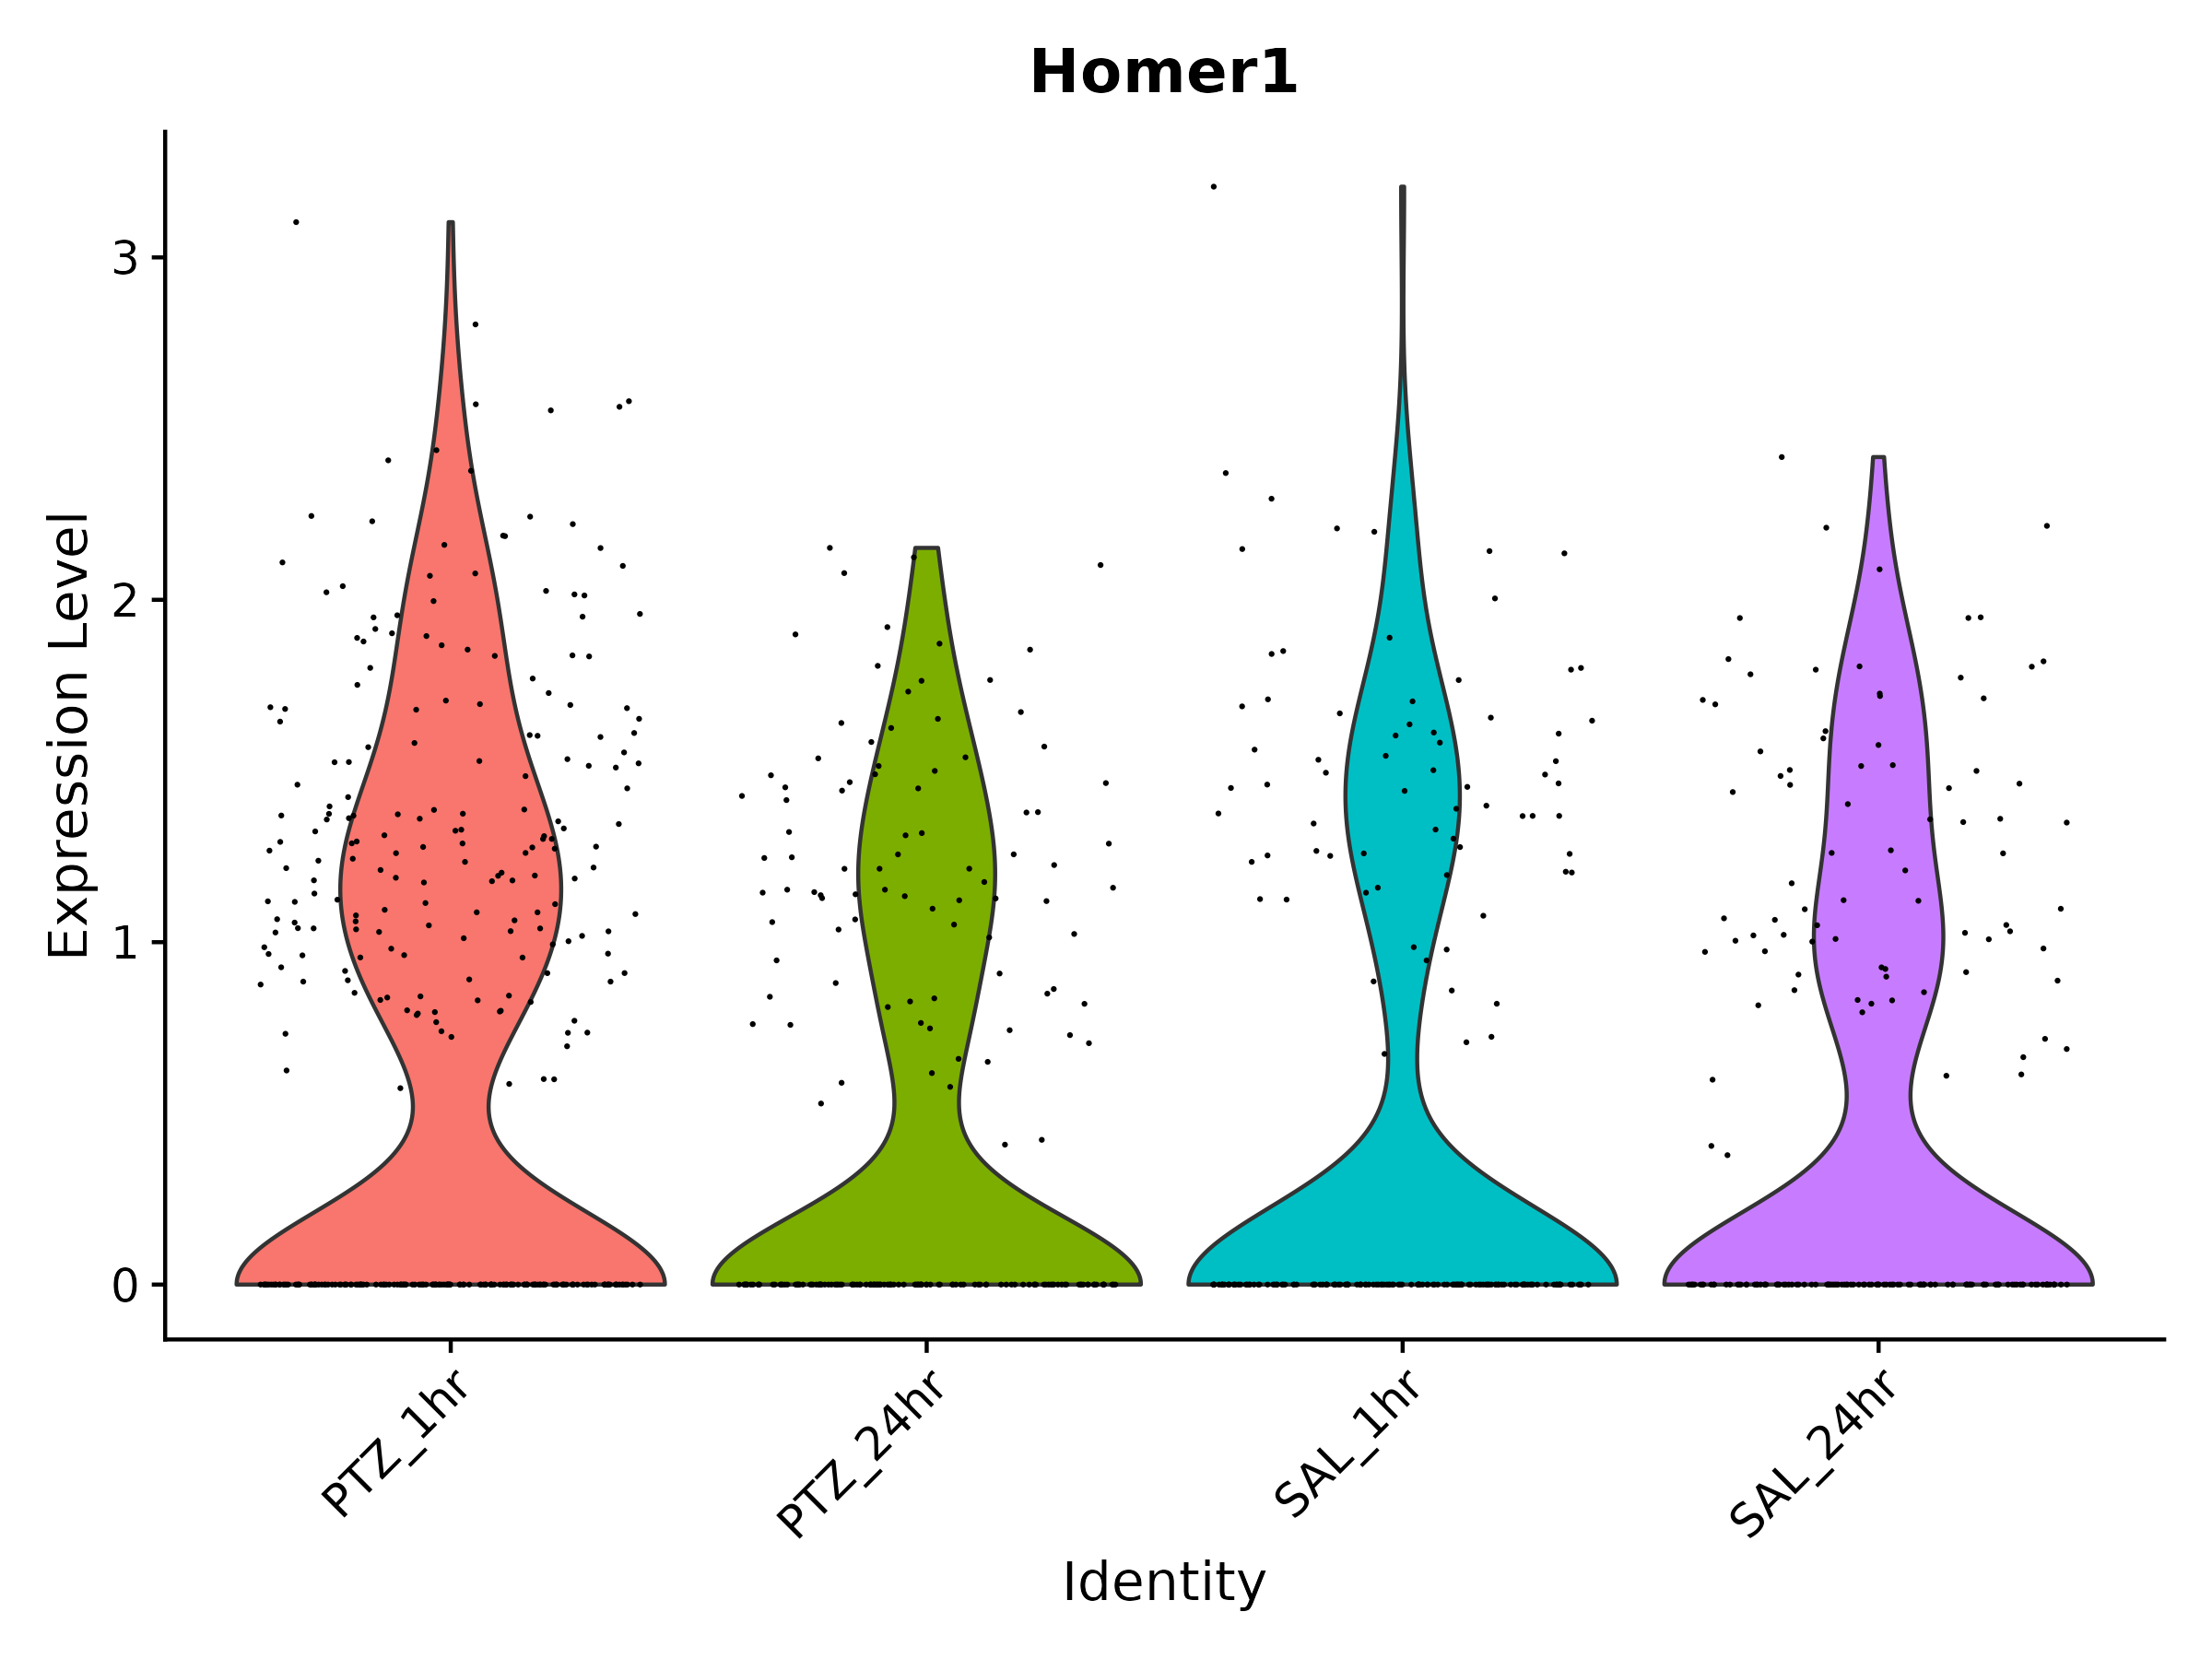 Homer1
Expression Level
3
2
1
0
PTZ_1hr
PTZ_24hr
SAL_1hr
SAL_24hr
Identity